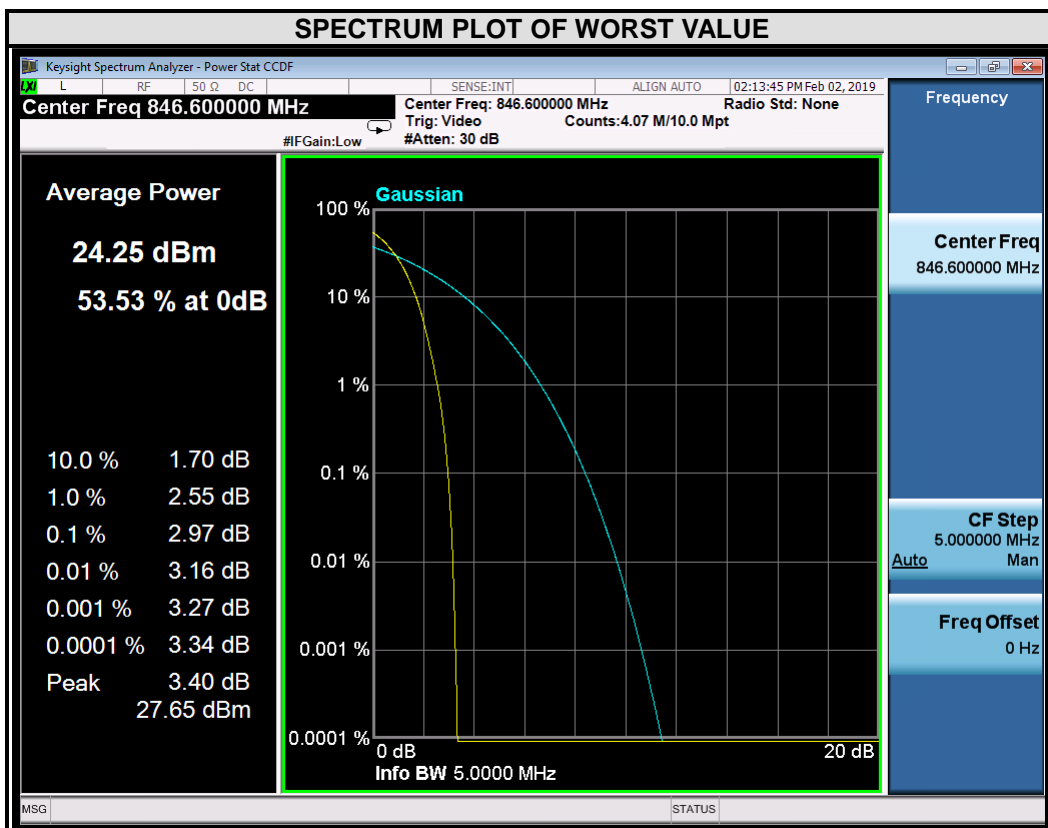 SPECTRUM PLOT OF WORST VALUE
Keysight Spectrum Analyzer - Power Stat CCDF
LXI L RF 50 Ω DC SENSE:INT ALIGN AUTO 02:13:45 PM Feb 02, 2019
Center Freq 846.600000 MHz
Center Freq: 846.600000 MHz Radio Std: None
Trig: Video Counts:4.07 M/10.0 Mpt
#IFGain:Low #Atten: 30 dB
Average Power
24.25 dBm
53.53 % at 0dB
10.0 % 1.70 dB
1.0 % 2.55 dB
0.1 % 2.97 dB
0.01 % 3.16 dB
0.001 % 3.27 dB
0.0001 % 3.34 dB
Peak 3.40 dB
27.65 dBm
Gaussian
100 %
10 %
1 %
0.1 %
0.01 %
0.001 %
0.0001 %
0 dB 20 dB
Info BW 5.0000 MHz
Frequency
Center Freq
846.600000 MHz
CF Step
5.000000 MHz
Auto Man
Freq Offset
0 Hz
MSG STATUS